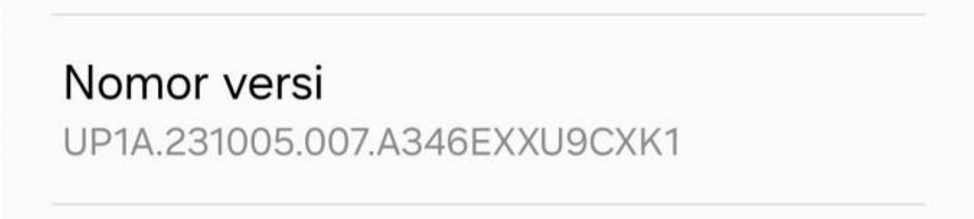 Nomor versi
UP1A.231005.007.A346EXXU9CXK1